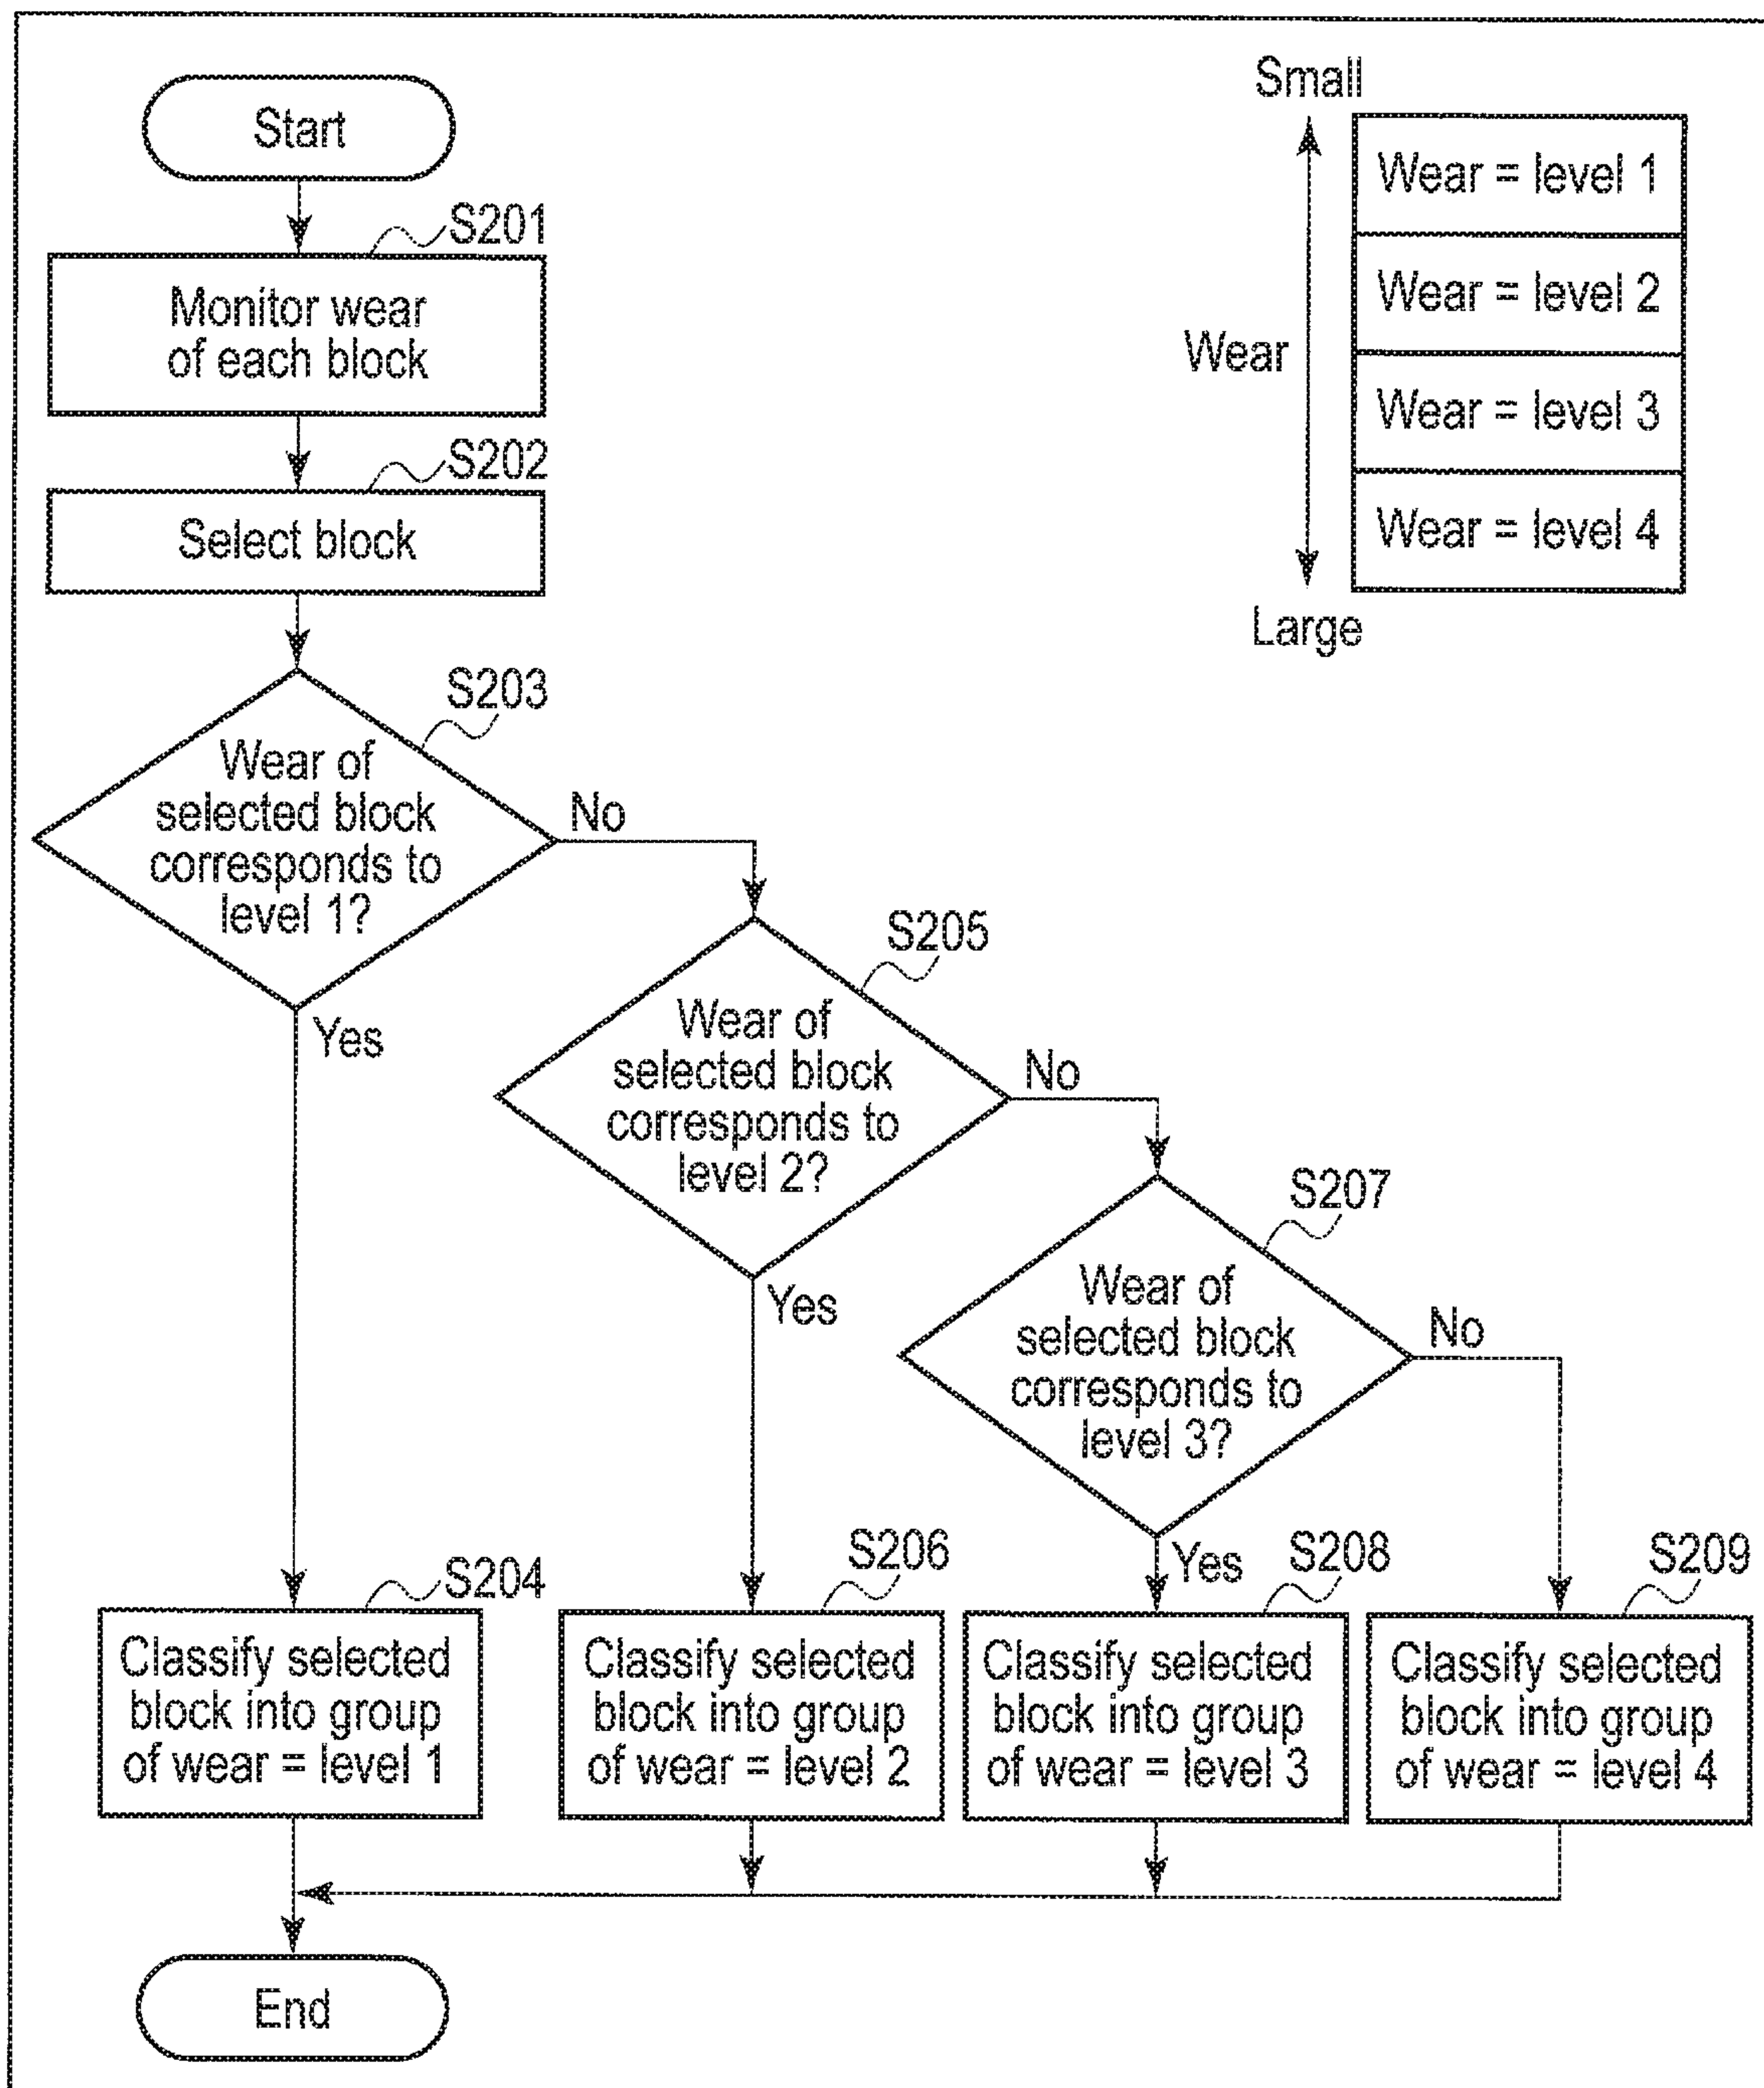 Start
S201
Monitor wear
of each block
S202
Select block
S203
Wear of
selected block
corresponds to
level 1?
No
Yes
S205
Wear of
selected block
corresponds to
level 2?
No
Yes
S207
Wear of
selected block
corresponds to
level 3?
No
Yes
S204
Classify selected
block into group
of wear = level 1
S206
Classify selected
block into group
of wear = level 2
S208
Classify selected
block into group
of wear = level 3
S209
Classify selected
block into group
of wear = level 4
End
Small
Wear
Large
Wear = level 1
Wear = level 2
Wear = level 3
Wear = level 4